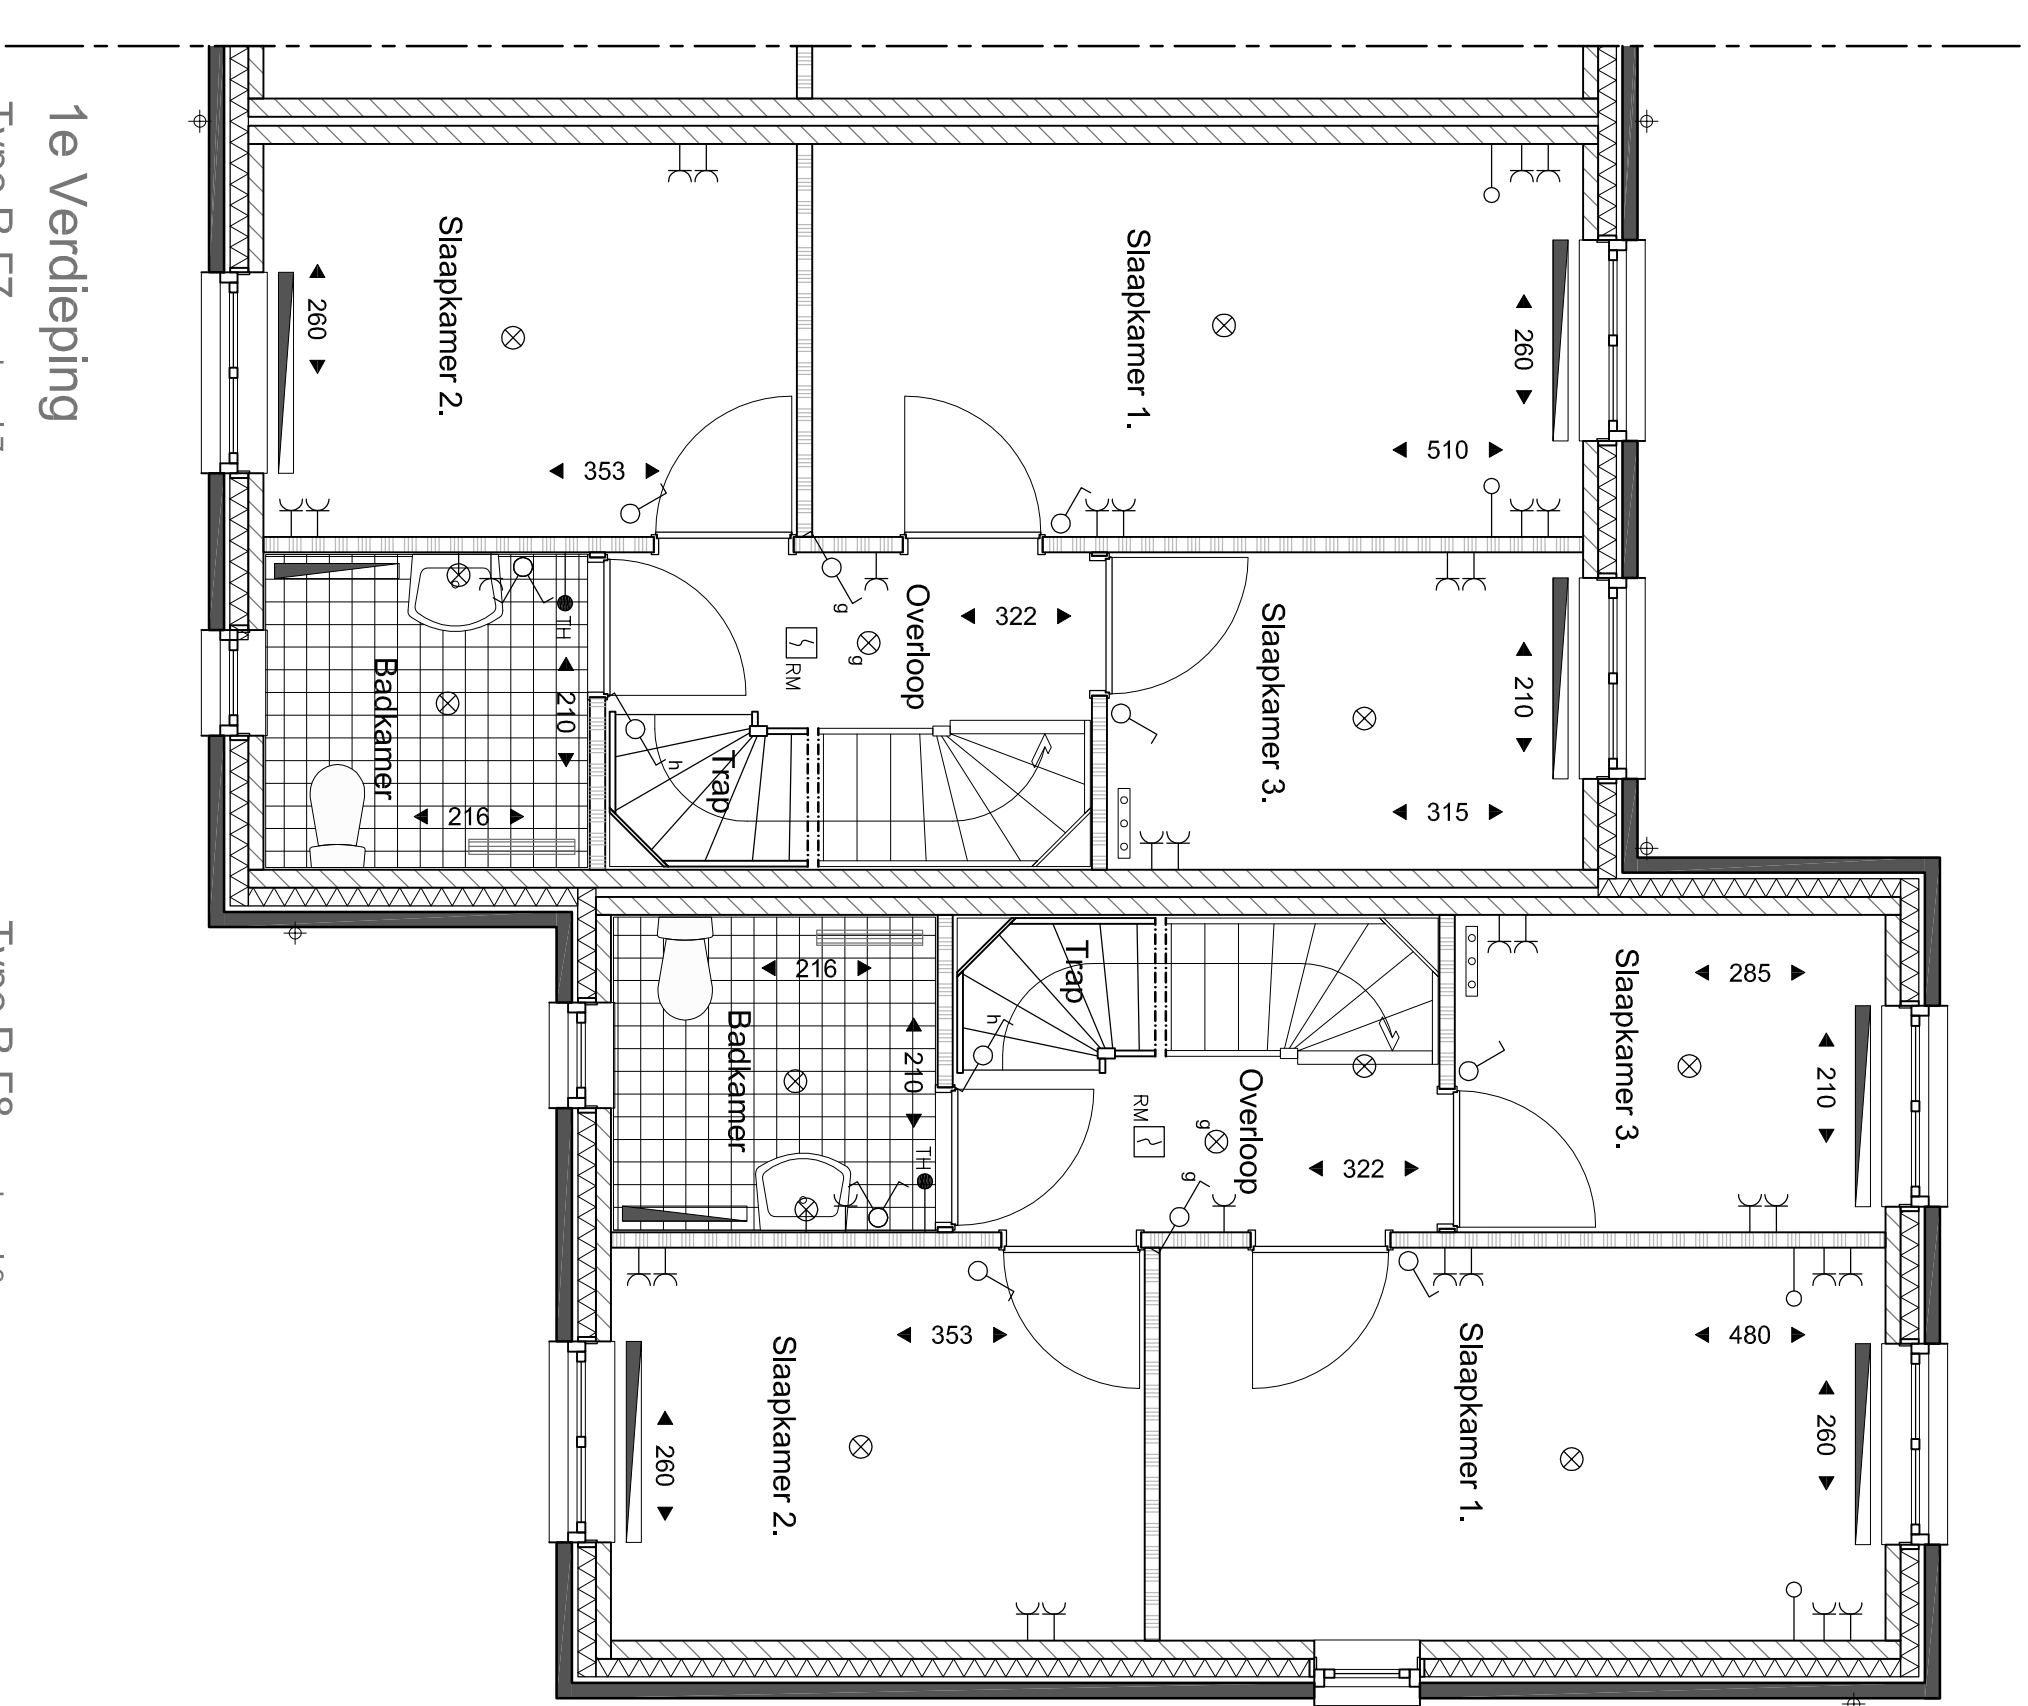 1e Verdieping
Slaapkamer 2.
260
353
Slaapkamer 1.
260
510
Overloop
322
g
g
RM
Slaapkamer 3.
210
315
Badkamer
TH
210
216
Trap
h
Slaapkamer 3.
285
210
Trap
h
Badkamer
216
210
TH
Overloop
RM
g
g
322
Slaapkamer 2.
353
260
Slaapkamer 1.
480
260